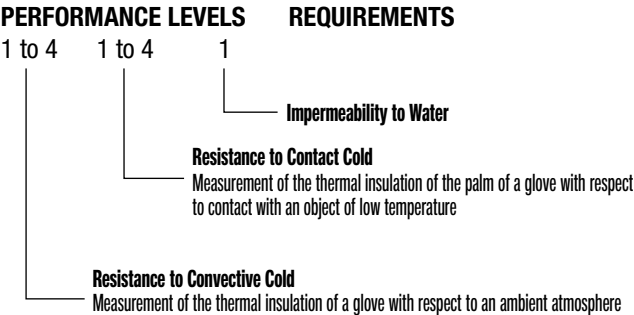 PERFORMANCE LEVELS REQUIREMENTS
1 to 4 1 to 4 1
Impermeability to Water
Resistance to Contact Cold
Measurement of the thermal insulation of the palm of a glove with respect
to contact with an object of low temperature
Resistance to Convective Cold
Measurement of the thermal insulation of a glove with respect to an ambient atmosphere